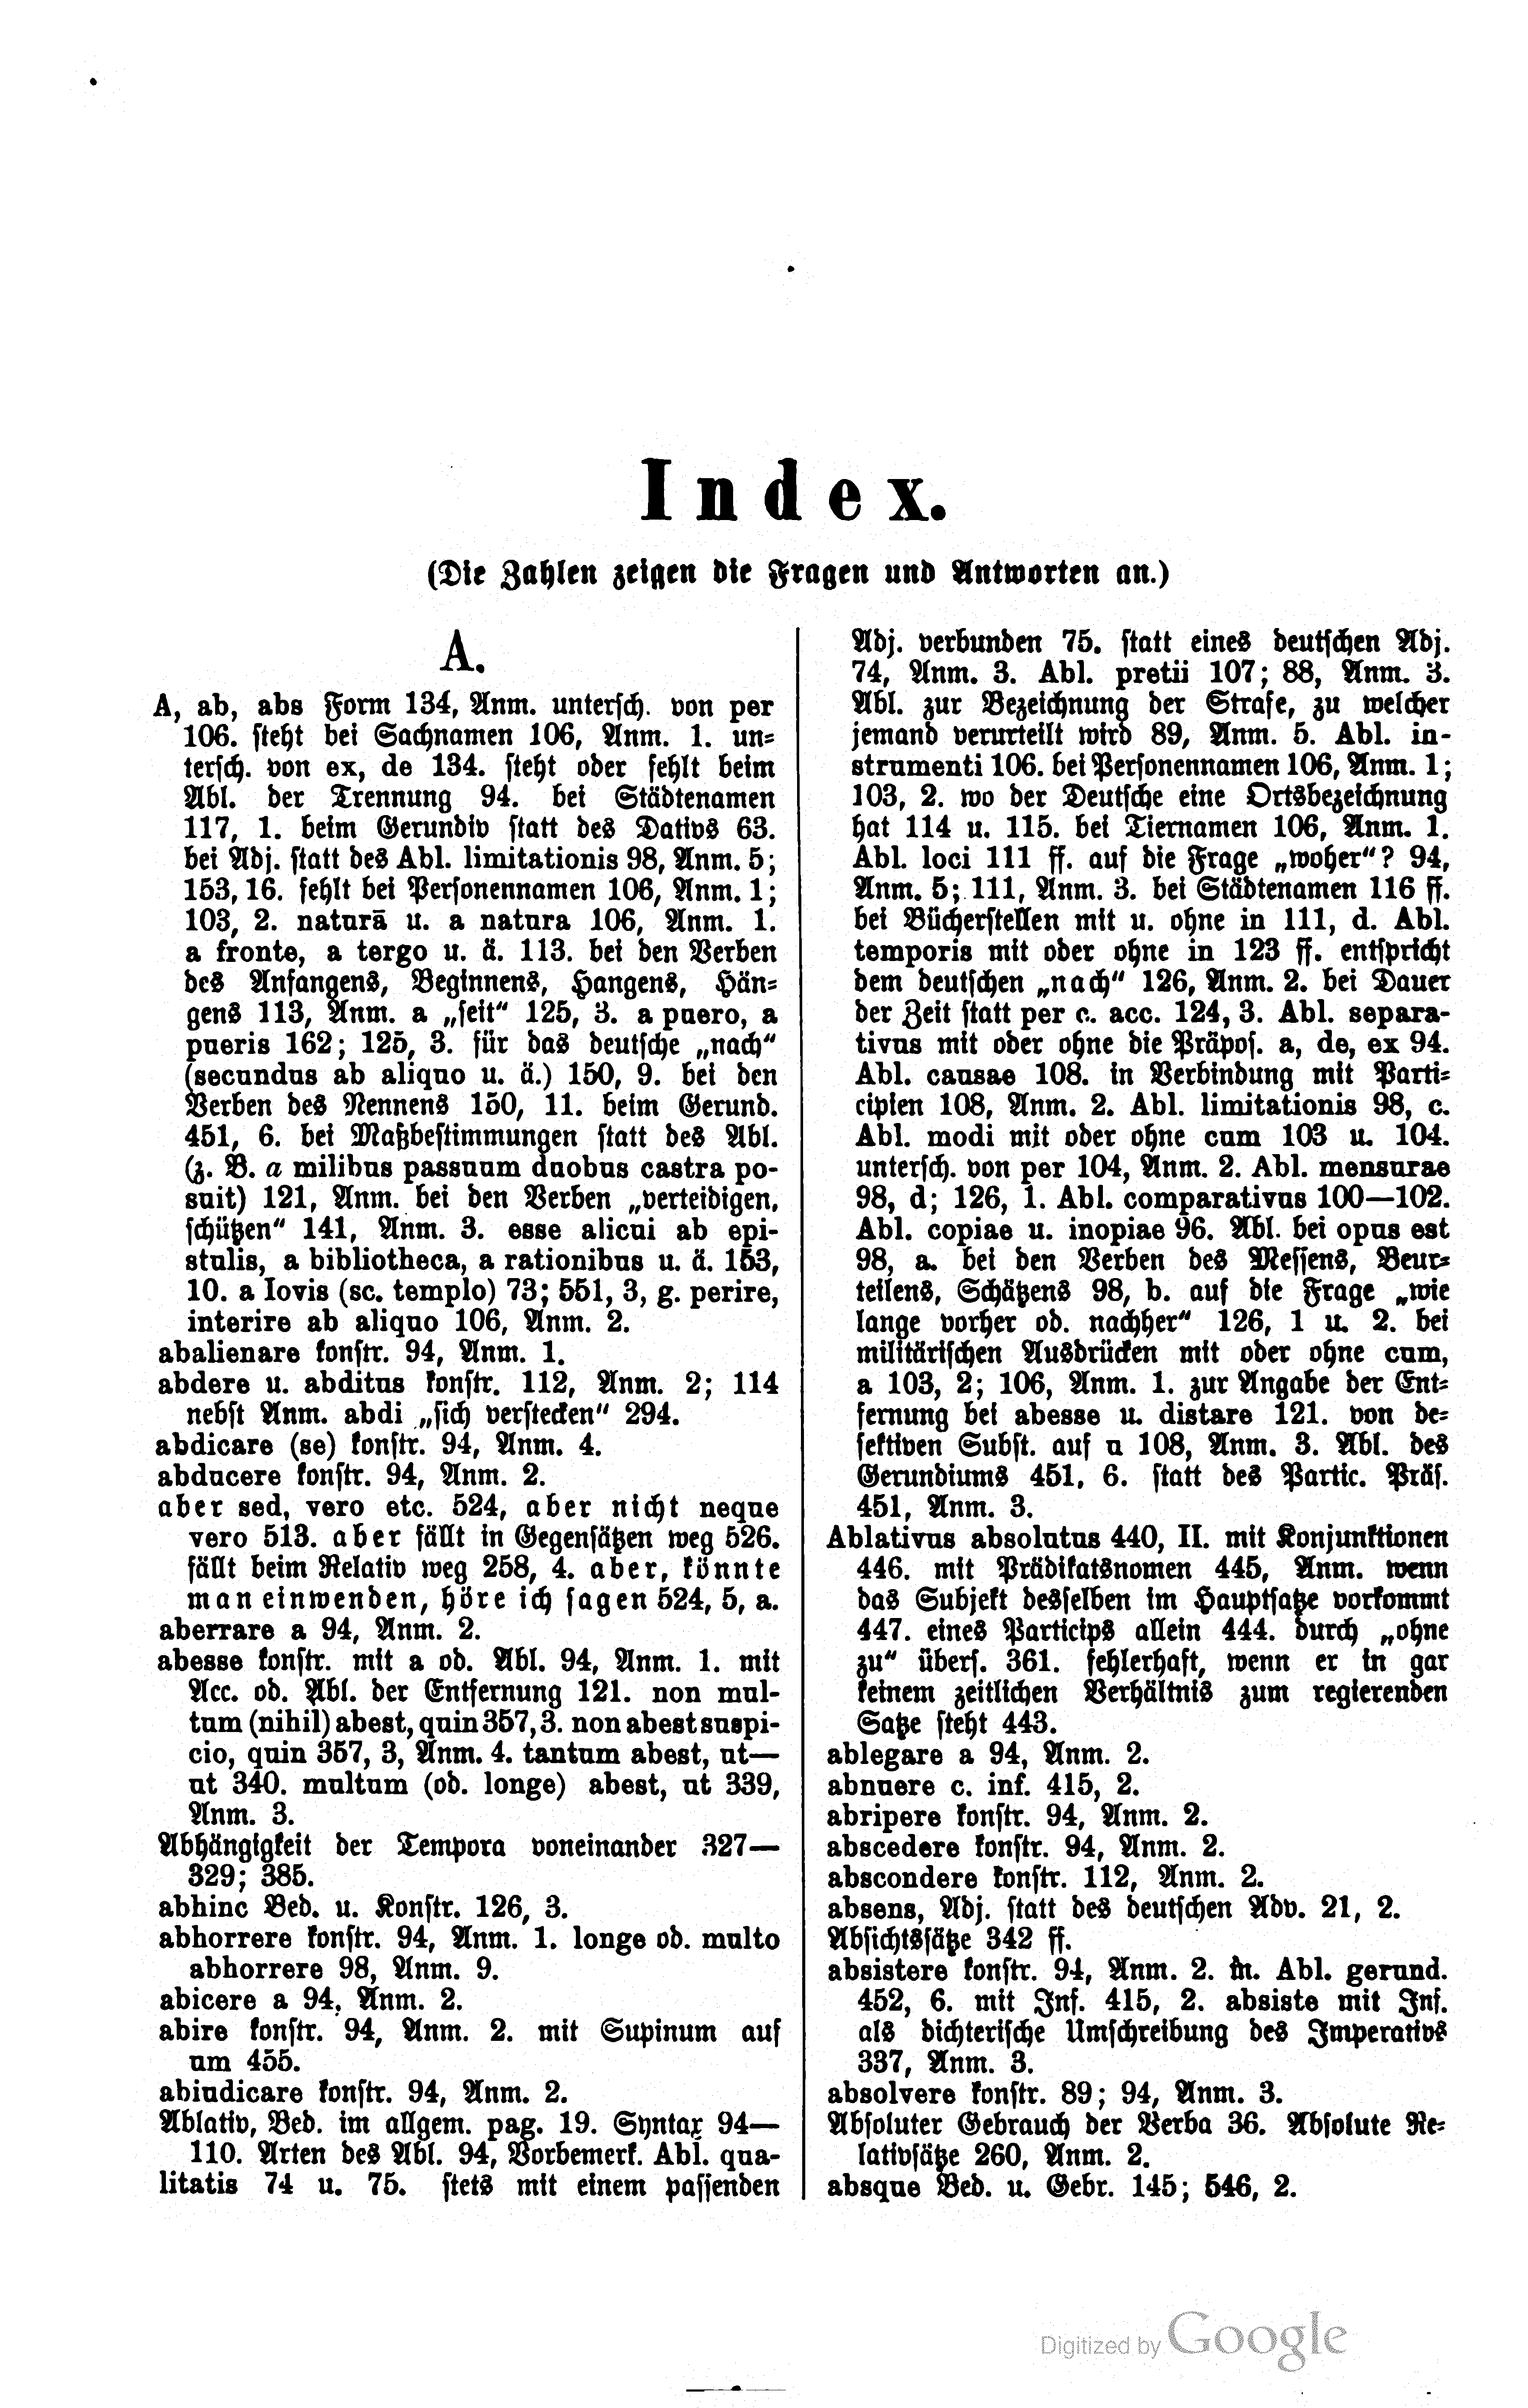 Index.
(Die Zahlen zeigen die Fragen und Antworten an.)
A.
A, ab, abs Form 134, Anm. untersch. von per
106. steht bei Sachnamen 106, Anm. 1. un-
tersch. von ex, de 134. steht oder fehlt beim
Abl. der Trennung 94. bei Städtenamen
117, 1. beim Gerundiv statt des Dativs 63.
bei Adj. statt des Abl. limitationis 98, Anm. 5;
153, 16. fehlt bei Personennamen 106, Anm. 1;
103, 2. naturā u. a natura 106, Anm. 1.
a fronte, a tergo u. ä. 113. bei den Verben
des Anfangens, Beginnens, Hangens, Hän-
gens 113, Anm. a „seit“ 125, 3. a puero, a
pueris 162; 125, 3. für das deutsche „nach“
(secundus ab aliquo u. ä.) 150, 9. bei den
Verben des Nennens 150, 11. beim Gerund.
451, 6. bei Maßbestimmungen statt des Abl.
(z. B. a milibus passuum duobus castra po-
suit) 121, Anm. bei den Verben „verteidigen,
schützen“ 141, Anm. 3. esse alicui ab epi-
stulis, a bibliotheca, a rationibus u. ä. 153,
10. a Iovis (sc. templo) 73; 551, 3, g. perire,
interire ab aliquo 106, Anm. 2.
abalienare konstr. 94, Anm. 1.
abdere u. abditus konstr. 112, Anm. 2; 114
nebst Anm. abdi „sich verstecken“ 294.
abdicare (se) konstr. 94, Anm. 4.
abducere konstr. 94, Anm. 2.
aber sed, vero etc. 524, aber nicht neque
vero 513. aber fällt in Gegensätzen weg 526.
fällt beim Relativ weg 258, 4. aber, könnte
man einwenden, höre ich sagen 524, 5, a.
aberrare a 94, Anm. 2.
abesse konstr. mit a od. Abl. 94, Anm. 1. mit
Acc. od. Abl. der Entfernung 121. non mul-
tum (nihil) abest, quin 357, 3. non abest suspi-
cio, quin 357, 3, Anm. 4. tantum abest, ut—
ut 340. multum (od. longe) abest, ut 339,
Anm. 3.
Abhängigkeit der Tempora voneinander 327—
329; 385.
abhinc Bed. u. Konstr. 126, 3.
abhorrere konstr. 94, Anm. 1. longe od. multo
abhorrere 98, Anm. 9.
abicere a 94, Anm. 2.
abire konstr. 94, Anm. 2. mit Supinum auf
um 455.
abiudicare konstr. 94, Anm. 2.
Ablativ, Bed. im allgem. pag. 19. Syntax 94—
110. Arten des Abl. 94, Vorbemerk. Abl. qua-
litatis 74 u. 75. stets mit einem passenden
Adj. verbunden 75. statt eines deutschen Adj.
74, Anm. 3. Abl. pretii 107; 88, Anm. 3.
Abl. zur Bezeichnung der Strafe, zu welcher
jemand verurteilt wird 89, Anm. 5. Abl. in-
strumenti 106. bei Personennamen 106, Anm. 1;
103, 2. wo der Deutsche eine Ortsbezeichnung
hat 114 u. 115. bei Tiernamen 106, Anm. 1.
Abl. loci 111 ff. auf die Frage „woher“? 94,
Anm. 5; 111, Anm. 3. bei Städtenamen 116 ff.
bei Bücherstellen mit u. ohne in 111, d. Abl.
temporis mit oder ohne in 123 ff. entspricht
dem deutschen „nach“ 126, Anm. 2. bei Dauer
der Zeit statt per c. acc. 124, 3. Abl. separa-
tivus mit oder ohne die Präpos. a, de, ex 94.
Abl. causae 108. in Verbindung mit Parti-
cipien 108, Anm. 2. Abl. limitationis 98, c.
Abl. modi mit oder ohne cum 103 u. 104.
untersch. von per 104, Anm. 2. Abl. mensurae
98, d; 126, 1. Abl. comparativus 100—102.
Abl. copiae u. inopiae 96. Abl. bei opus est
98, a. bei den Verben des Messens, Beur-
teilens, Schätzens 98, b. auf die Frage „wie
lange vorher od. nachher“ 126, 1 u. 2. bei
militärischen Ausdrücken mit oder ohne cum,
a 103, 2; 106, Anm. 1. zur Angabe der Ent-
fernung bei abesse u. distare 121. von de-
fektiven Subst. auf u 108, Anm. 3. Abl. des
Gerundiums 451, 6. statt des Partic. Präs.
451, Anm. 3.
Ablativus absolutus 440, II. mit Konjunktionen
446. mit Prädikatsnomen 445, Anm. wenn
das Subjekt desselben im Hauptsatze vorkommt
447. eines Particips allein 444. durch „ohne
zu“ übers. 361. fehlerhaft, wenn er in gar
keinem zeitlichen Verhältnis zum regierenden
Satze steht 443.
ablegare a 94, Anm. 2.
abnuere c. inf. 415, 2.
abripere konstr. 94, Anm. 2.
abscedere konstr. 94, Anm. 2.
abscondere konstr. 112, Anm. 2.
absens, Adj. statt des deutschen Adv. 21, 2.
Absichtssätze 342 ff.
absistere konstr. 94, Anm. 2. m. Abl. gerund.
452, 6. mit Inf. 415, 2. absiste mit Inf.
als dichterische Umschreibung des Imperativs
337, Anm. 3.
absolvere konstr. 89; 94, Anm. 3.
Absoluter Gebrauch der Verba 36. Absolute Re-
lativsätze 260, Anm. 2.
absque Bed. u. Gebr. 145; 546, 2.
Digitized by Google